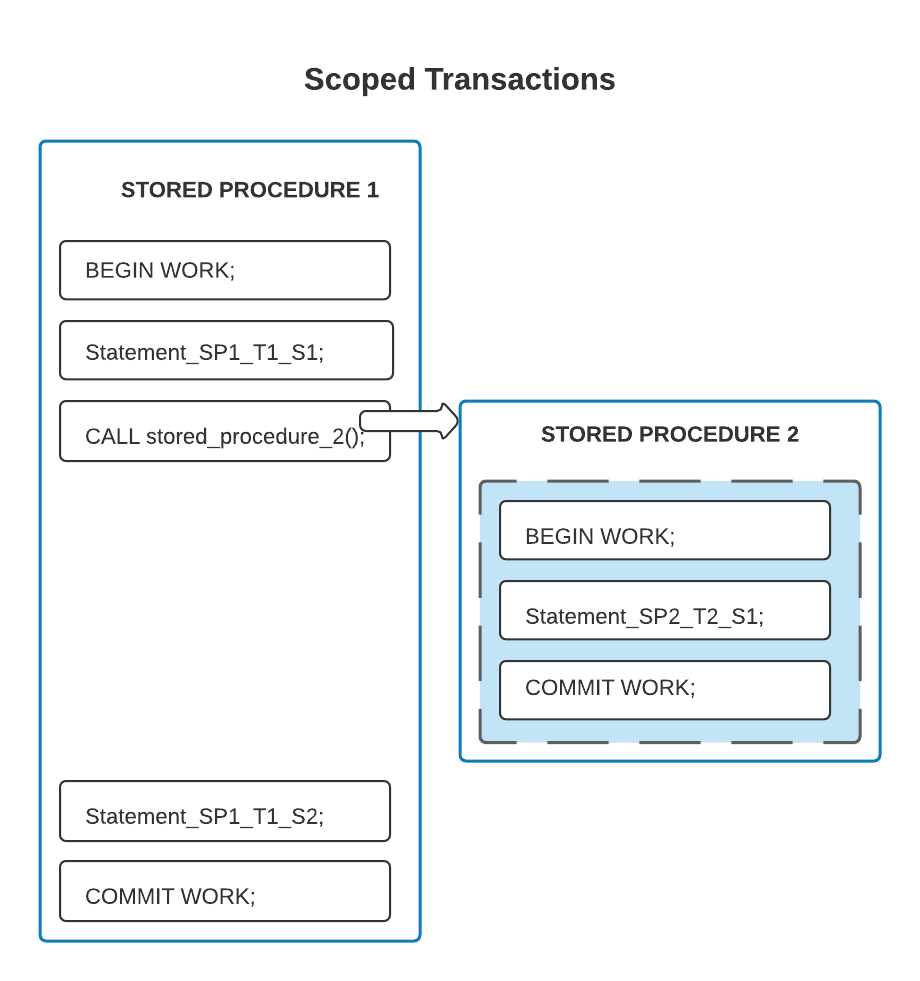 Scoped Transactions
STORED PROCEDURE 1
BEGIN WORK;
Statement_SP1_T1_S1;
CALL stored_procedure_2();
STORED PROCEDURE 2
BEGIN WORK;
Statement_SP2_T2_S1;
COMMIT WORK;
Statement_SP1_T1_S2;
COMMIT WORK;